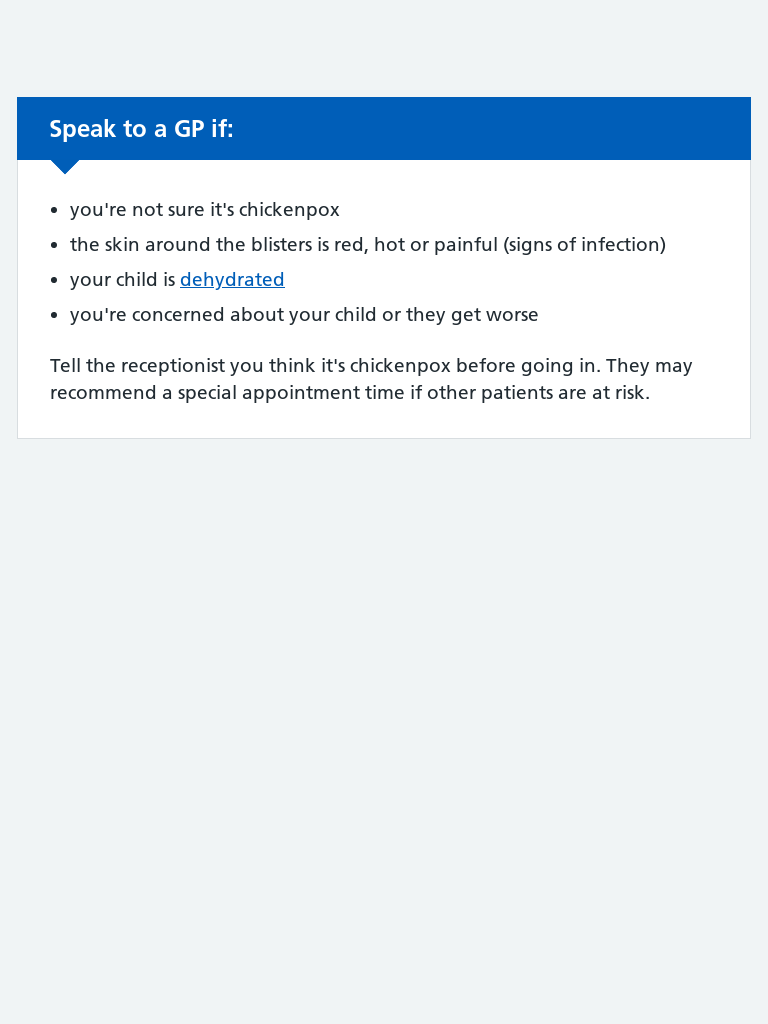 Speak to a GP if:
you're not sure it's chickenpox
the skin around the blisters is red, hot or painful (signs of infection)
your child is dehydrated
you're concerned about your child or they get worse
Tell the receptionist you think it's chickenpox before going in. They may
recommend a special appointment time if other patients are at risk.